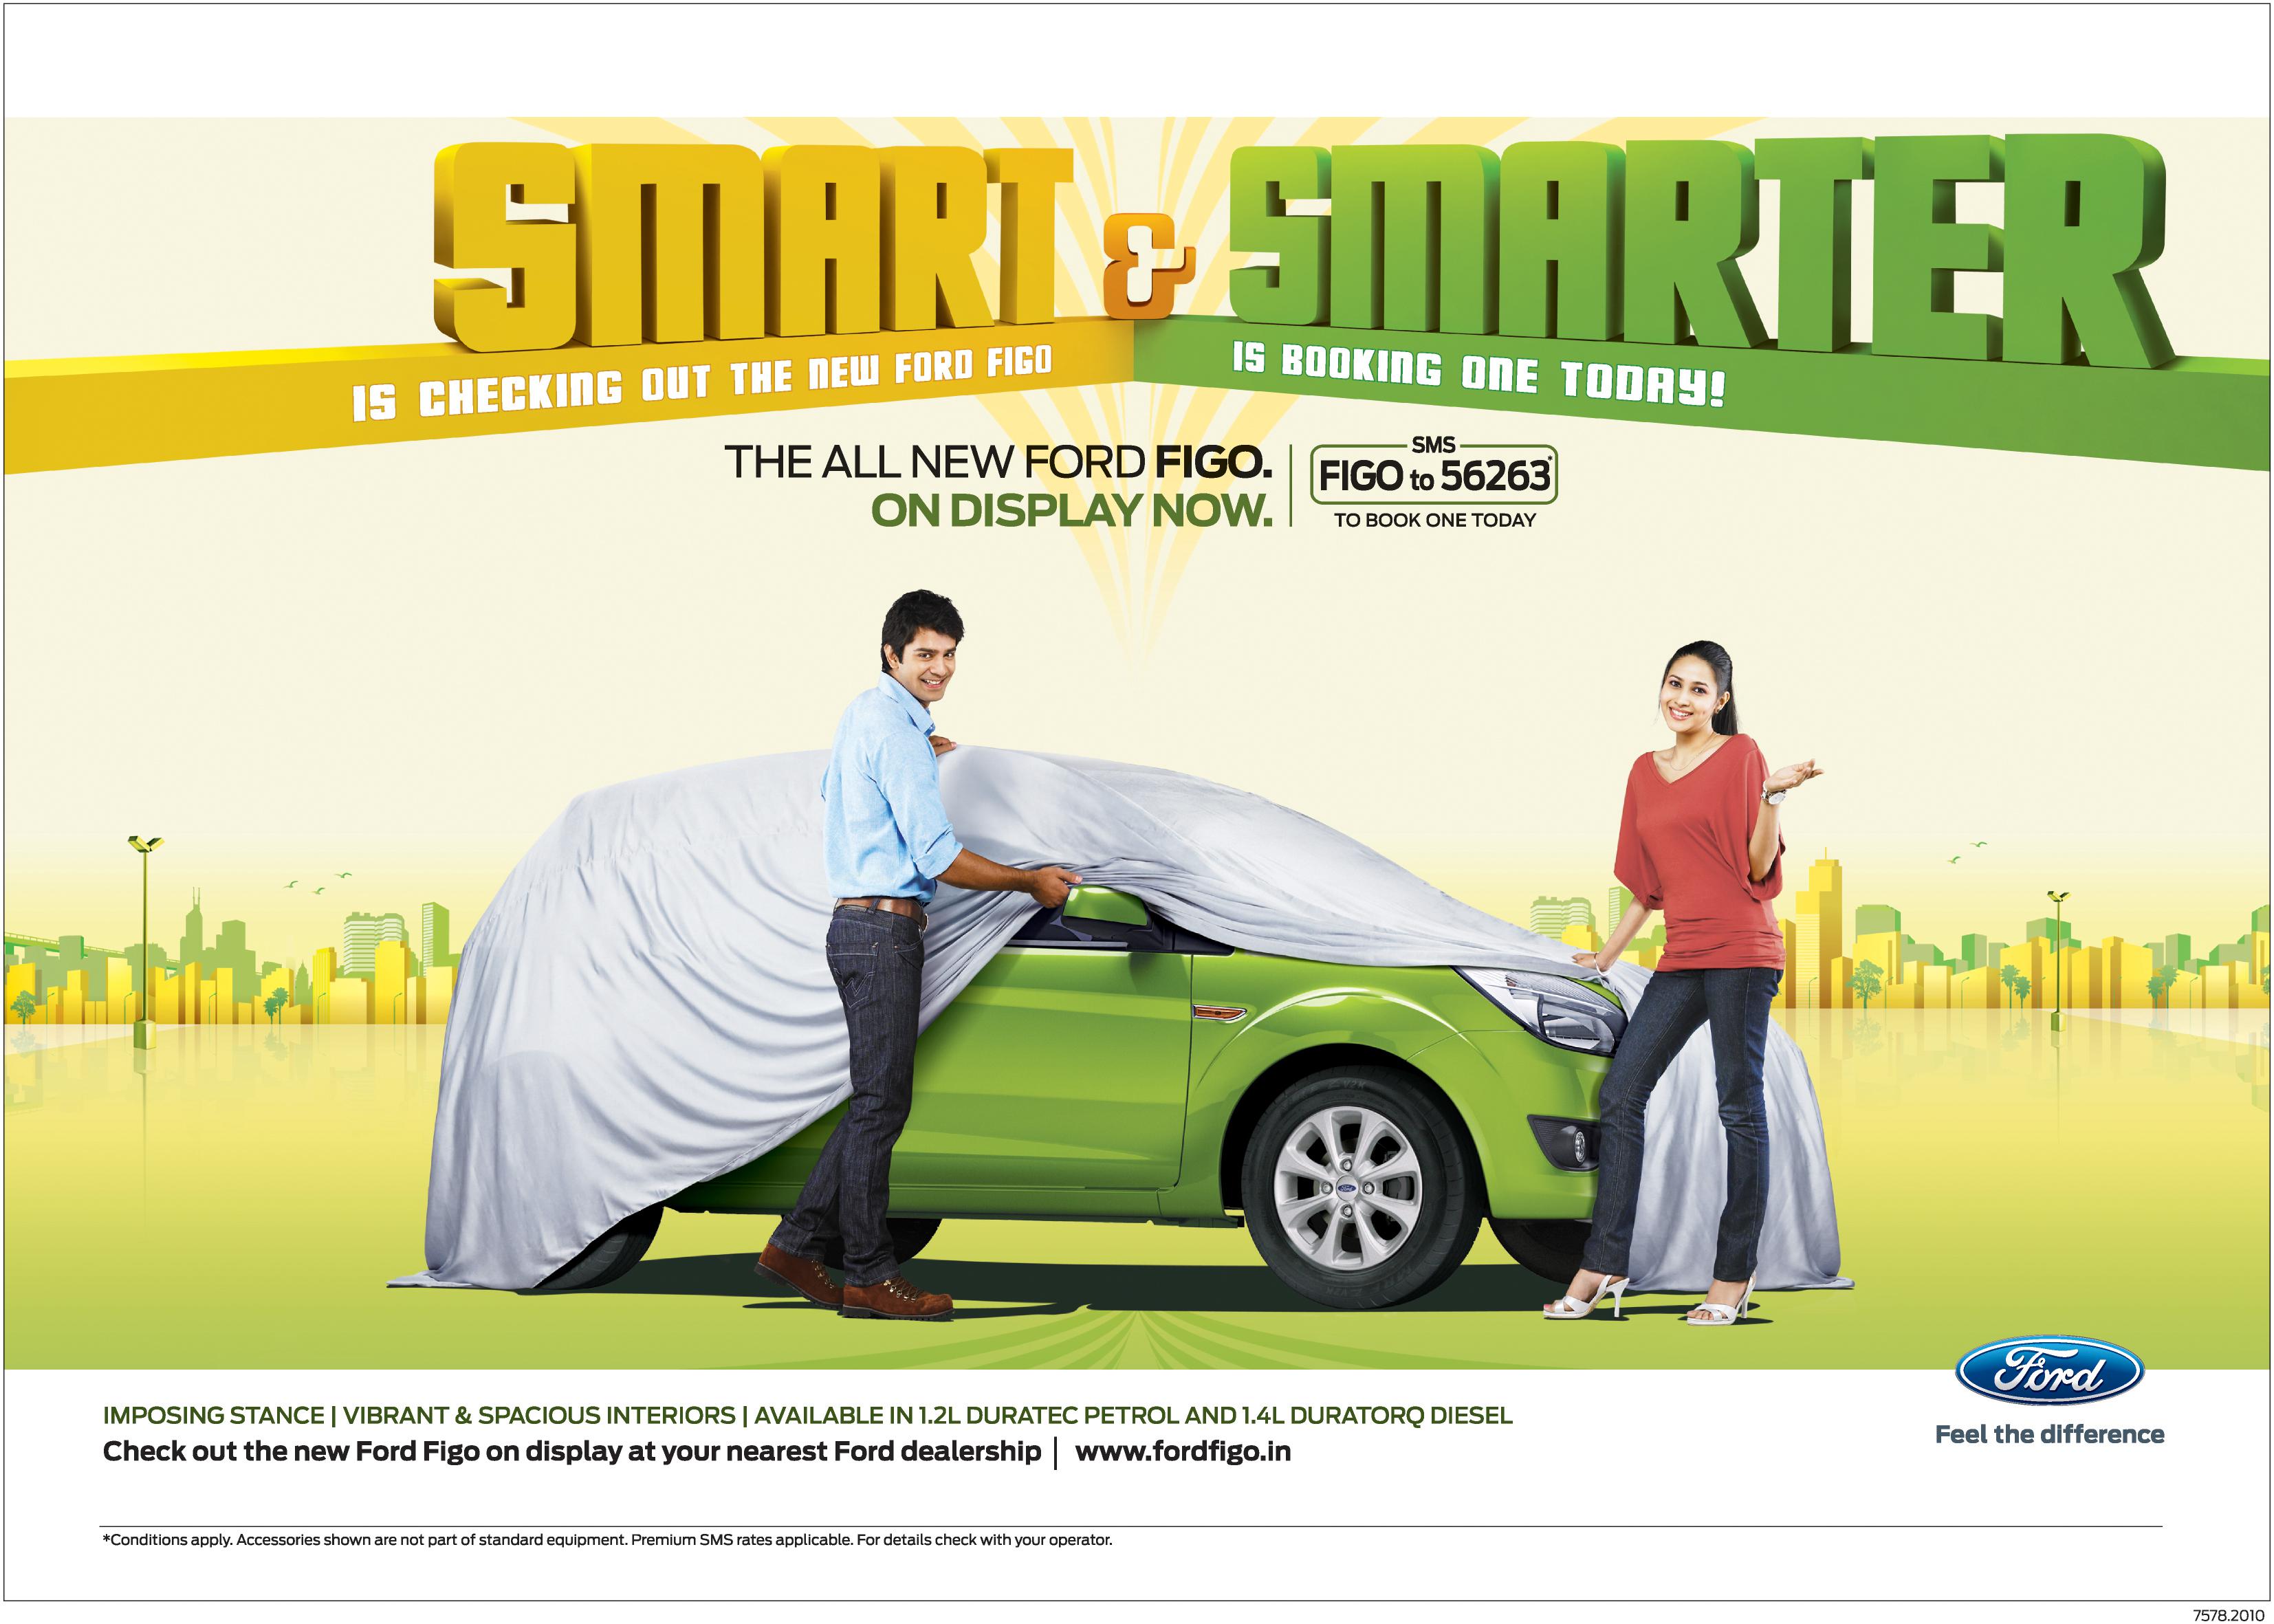 SMART & SMARTER
IS CHECKING OUT THE NEW FORD FIGO
IS BOOKING ONE TODAY!
THE ALL NEW FORD FIGO.
ON DISPLAY NOW.
SMS
FIGO to 56263*
TO BOOK ONE TODAY
Ford
Ford
Feel the difference
IMPOSING STANCE | VIBRANT & SPACIOUS INTERIORS | AVAILABLE IN 1.2L DURATEC PETROL AND 1.4L DURATORQ DIESEL
Check out the new Ford Figo on display at your nearest Ford dealership | www.fordfigo.in
*Conditions apply. Accessories shown are not part of standard equipment. Premium SMS rates applicable. For details check with your operator.
7578.2010